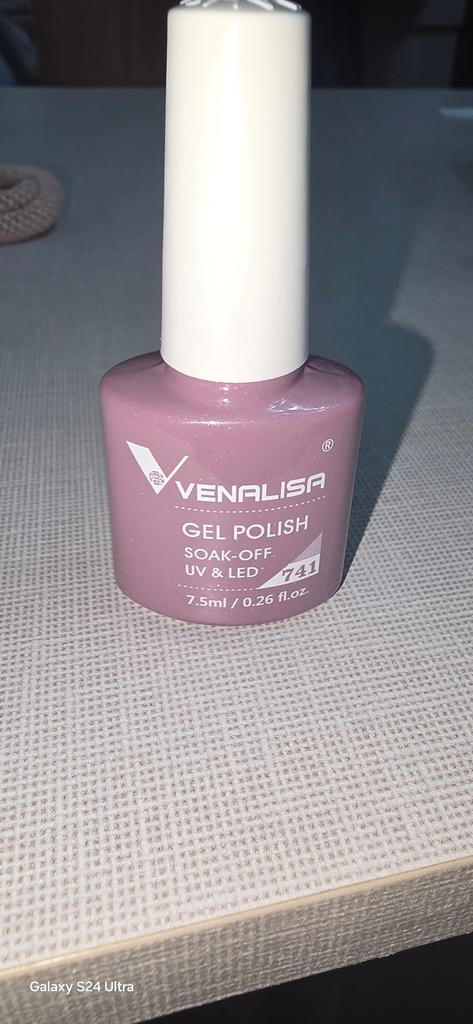 ®
VENALISA
GEL POLISH
SOAK-OFF
UV & LED
741
7.5ml / 0.26 fl.oz.
Galaxy S24 Ultra